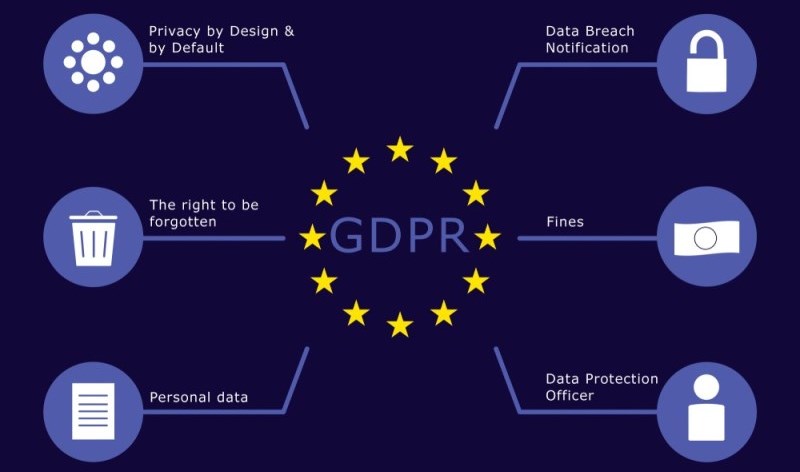 Privacy by Design &
by Default
Data Breach
Notification
The right to be
forgotten
GDPR
Fines
Personal data
Data Protection
Officer